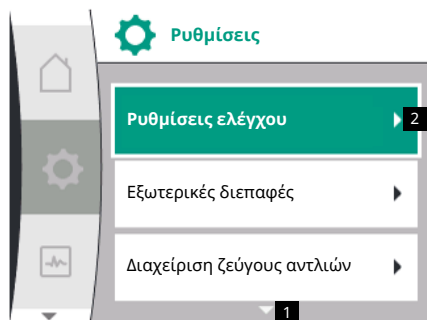 Ρυθμίσεις
Ρυθμίσεις ελέγχου
2
Εξωτερικές διεπαφές
Διαχείριση ζεύγους αντλιών
1